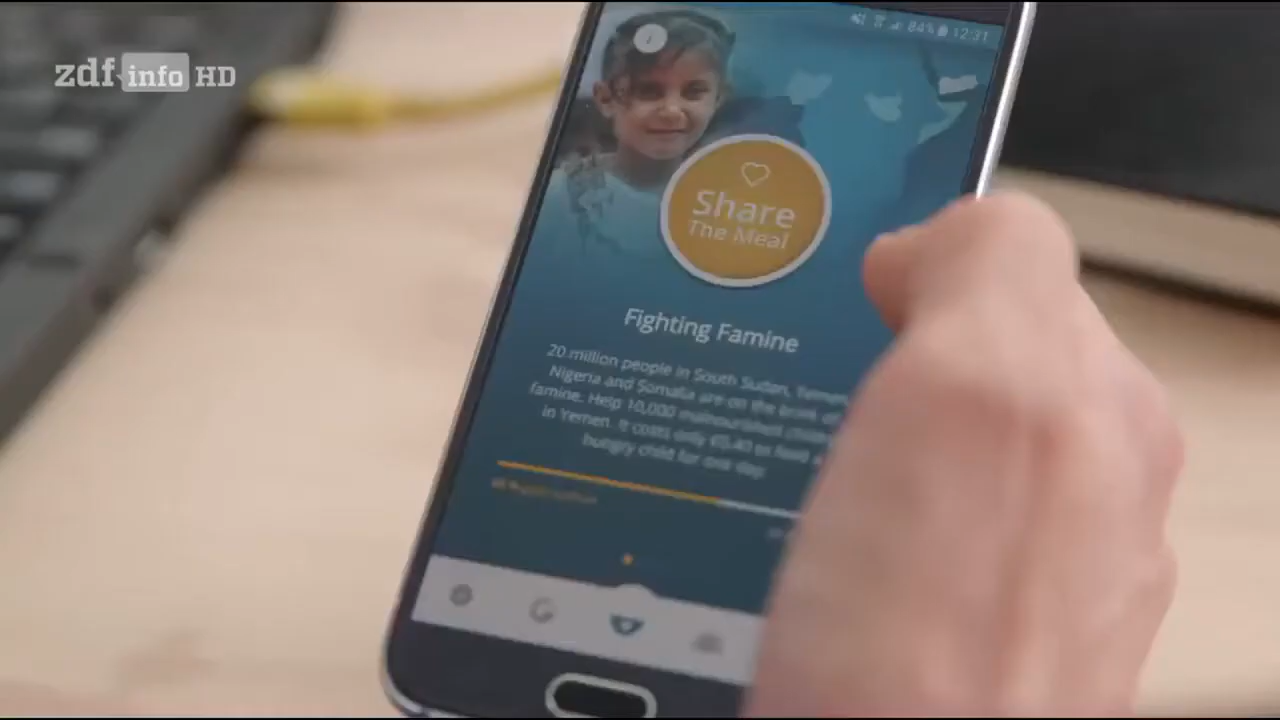 zdf info HD
84% 12:31
Share
The Meal
Fighting Famine
20 million people in South Sudan, Yemen,
Nigeria and Somalia are on the brink of
famine. Help 10,000 malnourished
in Yemen. It costs only €0,40 to feed a
hungry child for one day.